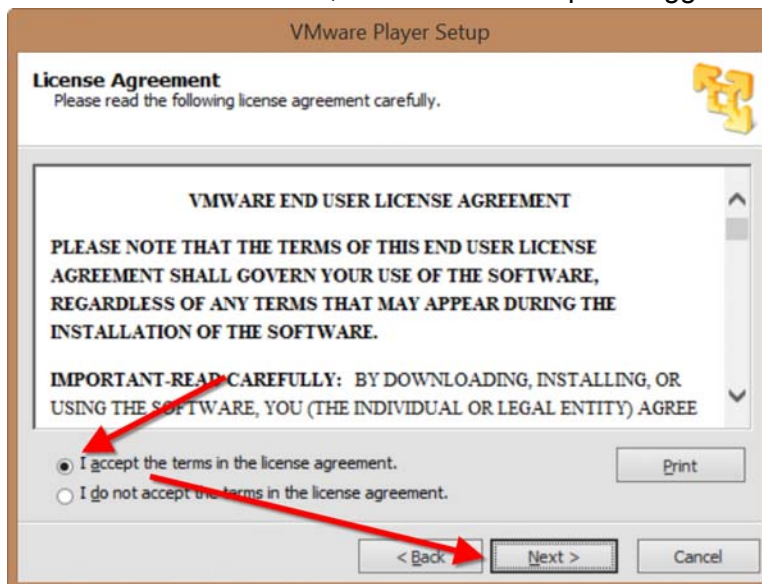 VMware Player Setup
License Agreement
Please read the following license agreement carefully.
VMWARE END USER LICENSE AGREEMENT
PLEASE NOTE THAT THE TERMS OF THIS END USER LICENSE
AGREEMENT SHALL GOVERN YOUR USE OF THE SOFTWARE,
REGARDLESS OF ANY TERMS THAT MAY APPEAR DURING THE
INSTALLATION OF THE SOFTWARE.
IMPORTANT-READ CAREFULLY: BY DOWNLOADING, INSTALLING, OR
USING THE SOFTWARE, YOU (THE INDIVIDUAL OR LEGAL ENTITY) AGREE
I accept the terms in the license agreement.
Print
I do not accept the terms in the license agreement.
< Back Next > Cancel